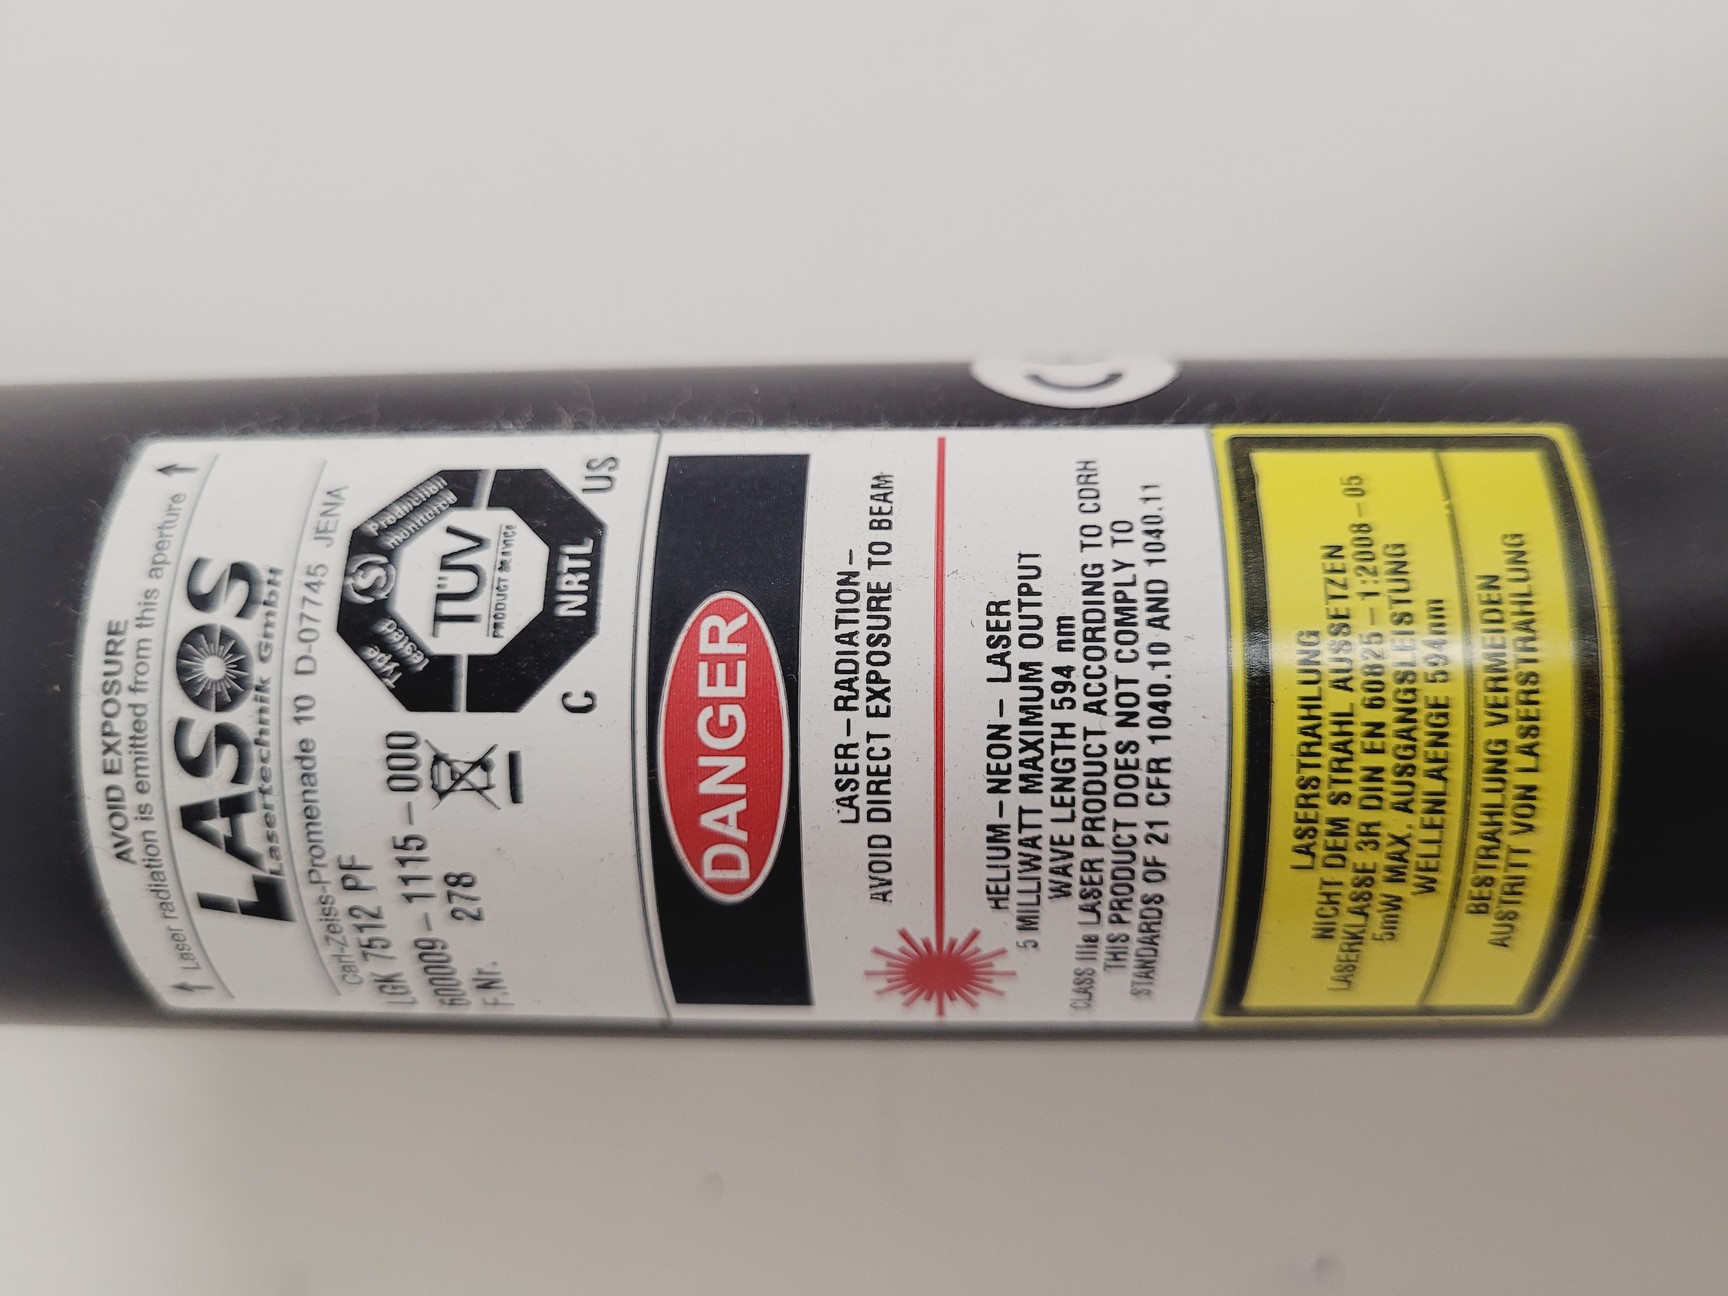 AVOID EXPOSURE
↑ Laser radiation is emitted from this aperture ↑
LASOS
Lasertechnik GmbH
Carl-Zeiss-Promenade 10 D-07745 JENA
LGK 7512 PF
600009-1115-000
F.Nr. 278
Type tested
S
Production monitored
TÜV
PRODUCT SERVICE
NRTL
C US
DANGER
LASER-RADIATION-
AVOID DIRECT EXPOSURE TO BEAM
HELIUM-NEON-LASER
5 MILLIWATT MAXIMUM OUTPUT
WAVE LENGTH 594 nm
CLASS IIIa LASER PRODUCT ACCORDING TO CDRH
THIS PRODUCT DOES NOT COMPLY TO
STANDARDS OF 21 CFR 1040.10 AND 1040.11
LASERSTRAHLUNG
NICHT DEM STRAHL AUSSETZEN
LASERKLASSE 3R DIN EN 60825-1:2008-05
5mW MAX. AUSGANGSLEISTUNG
WELLENLAENGE 594nm
BESTRAHLUNG VERMEIDEN
AUSTRITT VON LASERSTRAHLUNG